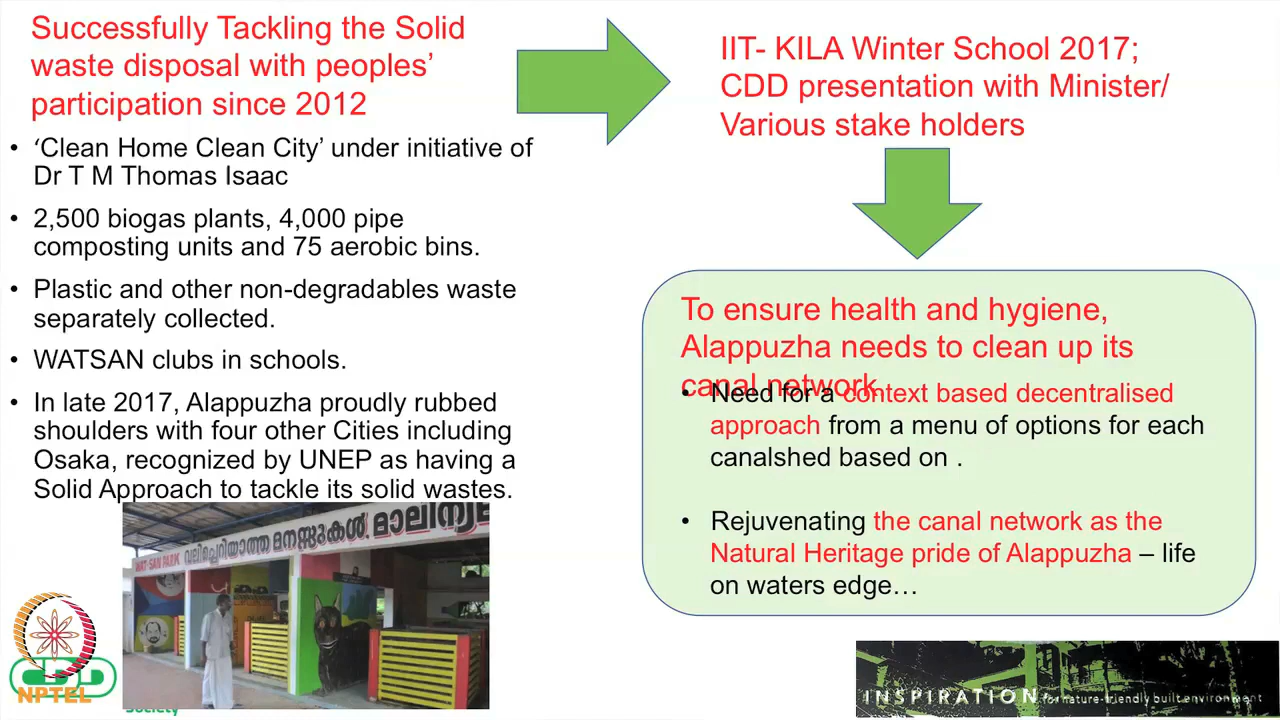 Successfully Tackling the Solid
waste disposal with peoples'
participation since 2012
• 'Clean Home Clean City' under initiative of
Dr T M Thomas Isaac
• 2,500 biogas plants, 4,000 pipe
composting units and 75 aerobic bins.
• Plastic and other non-degradables waste
separately collected.
• WATSAN clubs in schools.
• In late 2017, Alappuzha proudly rubbed
shoulders with four other Cities including
Osaka, recognized by UNEP as having a
Solid Approach to tackle its solid wastes.
WAT-SAN PARK വലിച്ചെറിയാത്ത മനസ്സുകൾ.
NPTEL
Society
IIT- KILA Winter School 2017;
CDD presentation with Minister/
Various stake holders
To ensure health and hygiene,
Alappuzha needs to clean up its
canal network
• Need for a context based decentralised
approach from a menu of options for each
canalshed based on .
• Rejuvenating the canal network as the
Natural Heritage pride of Alappuzha – life
on waters edge…
INSPIRATION for nature-friendly built environment